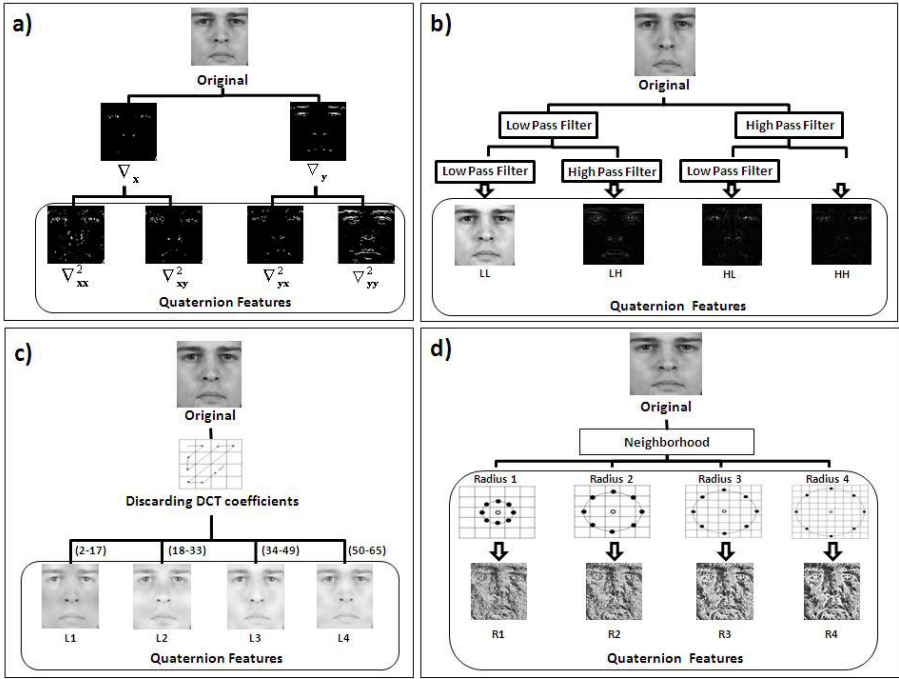 a)
Original
∇x
∇y
∇²xx
∇²xy
∇²yx
∇²yy
Quaternion Features
b)
Original
Low Pass Filter
High Pass Filter
Low Pass Filter
High Pass Filter
Low Pass Filter
LL
LH
HL
HH
Quaternion Features
c)
Original
Discarding DCT coefficients
(2-17)
(18-33)
(34-49)
(50-65)
L1
L2
L3
L4
Quaternion Features
d)
Original
Neighborhood
Radius 1
Radius 2
Radius 3
Radius 4
R1
R2
R3
R4
Quaternion Features